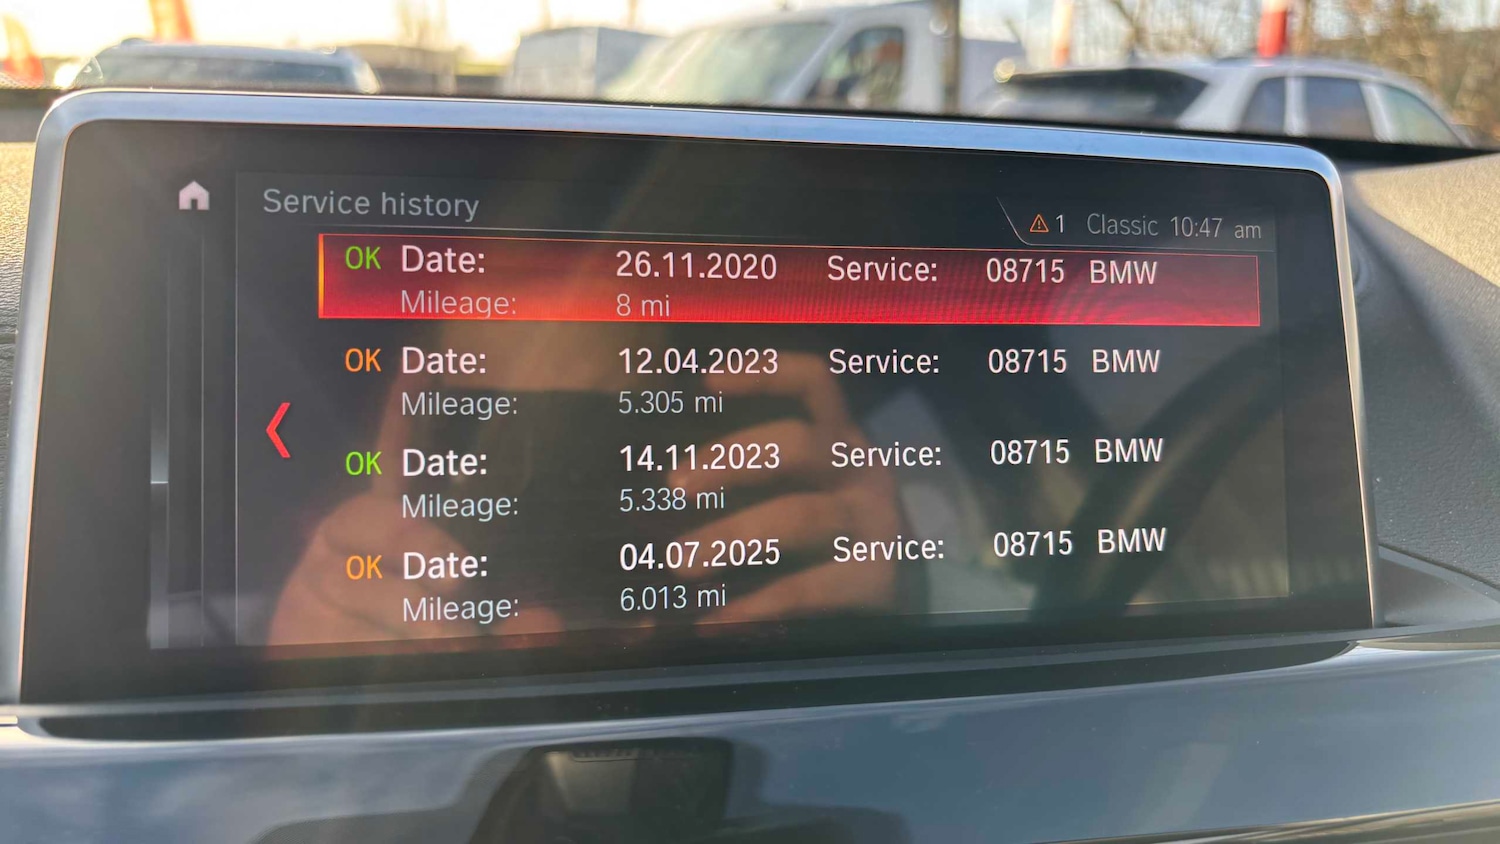 Service history
1 Classic 10:47 am
OK Date: 26.11.2020 Service: 08715 BMW
Mileage: 8 mi
OK Date: 12.04.2023 Service: 08715 BMW
Mileage: 5.305 mi
OK Date: 14.11.2023 Service: 08715 BMW
Mileage: 5.338 mi
OK Date: 04.07.2025 Service: 08715 BMW
Mileage: 6.013 mi